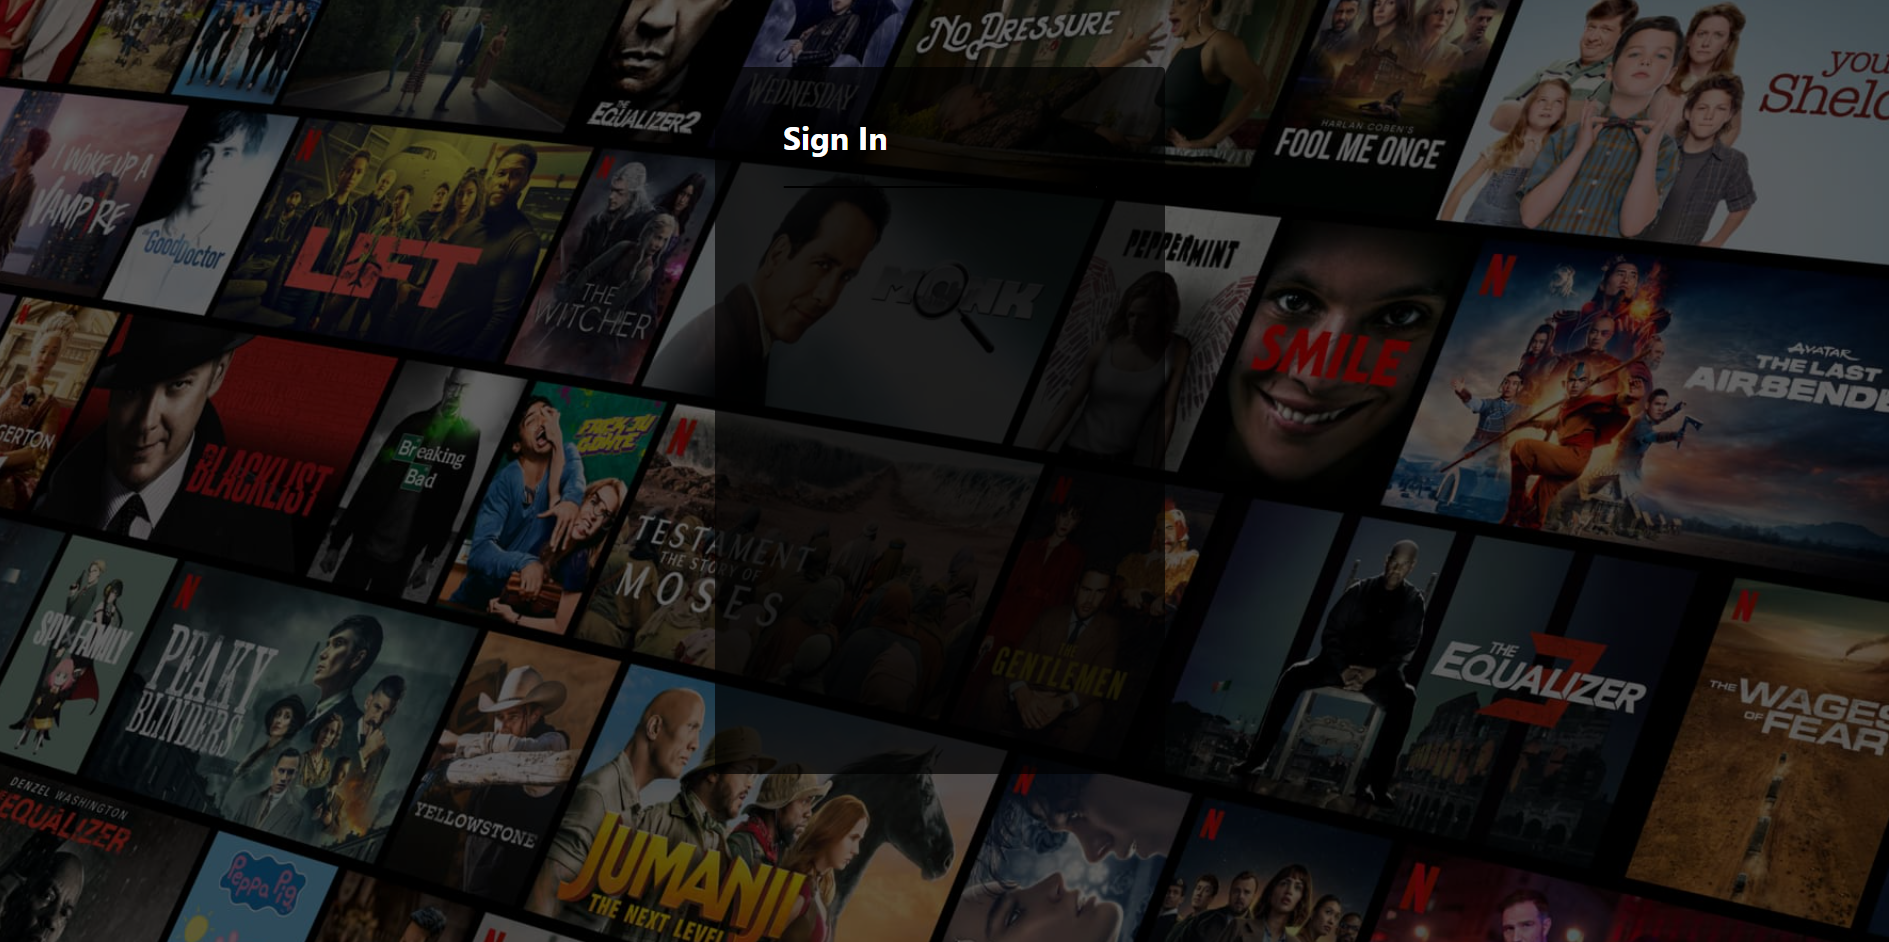 NO PRESSURE
THE
EQUALIZER 2
WEDNESDAY
HARLAN COBEN'S
FOOL ME ONCE
you
Shelo
Sign In
I WOKE UP A
VAMPIRE
the
Good Doctor
N
LIFT
N
THE
WITCHER
MONK
PEPPERMINT
SMILE
N
AVATAR
THE LAST
AIRBENDE
N
GERTON
BLACKLIST
Breaking
Bad
FACK JU
GÖHTE
N
TESTAMENT
THE STORY OF
MOSES
N
THE
GENTLEMEN
SPY×FAMILY
N
PEAKY
BLINDERS
YELLOWSTONE
THE
EQUALIZER
3
N
THE WAGES
OF FEAR
DENZEL WASHINGTON
EQUALIZER
Peppa Pig
JUMANJI
THE NEXT LEVEL
N
N
N
N